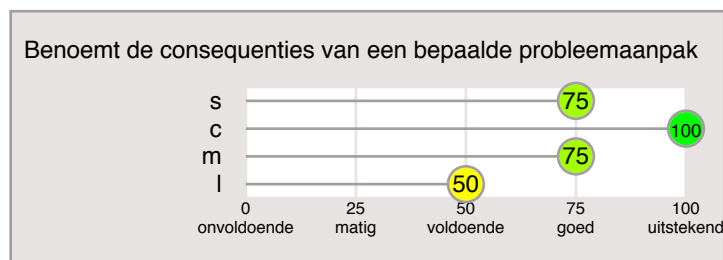 Benoemt de consequenties van een bepaalde probleemaanpak
s 75
c 100
m 75
l 50
0 25 50 75 100
onvoldoende matig voldoende goed uitstekend